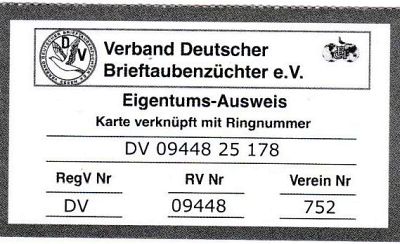 Verband Deutscher
Brieftaubenzüchter e.V.
Eigentums-Ausweis
Karte verknüpft mit Ringnummer
DV 09448 25 178
RegV Nr RV Nr Verein Nr
DV 09448 752